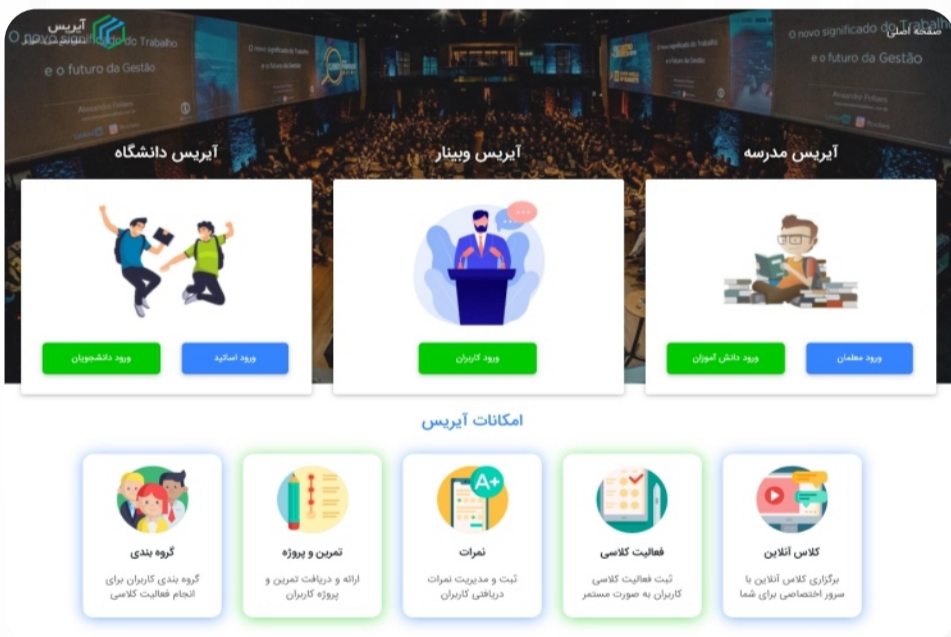 صفحه اصلی
آیریس
O novo significado do Trabalho
e o futuro da Gestão
O novo significado do Trabalho
e o futuro da Gestão
آیریس مدرسه
آیریس وبینار
آیریس دانشگاه
ورود معلمان
ورود دانش آموزان
ورود کاربران
ورود اساتید
ورود دانشجویان
امکانات آیریس
A+
کلاس آنلاین
برگزاری کلاس آنلاین با
سرور اختصاصی برای شما
فعالیت کلاسی
ثبت فعالیت کلاسی
کاربران به صورت مستمر
نمرات
ثبت و مدیریت نمرات
دریافتی کاربران
تمرین و پروژه
ارائه و دریافت تمرین و
پروژه کاربران
گروه بندی
گروه بندی کاربران برای
انجام فعالیت کلاسی